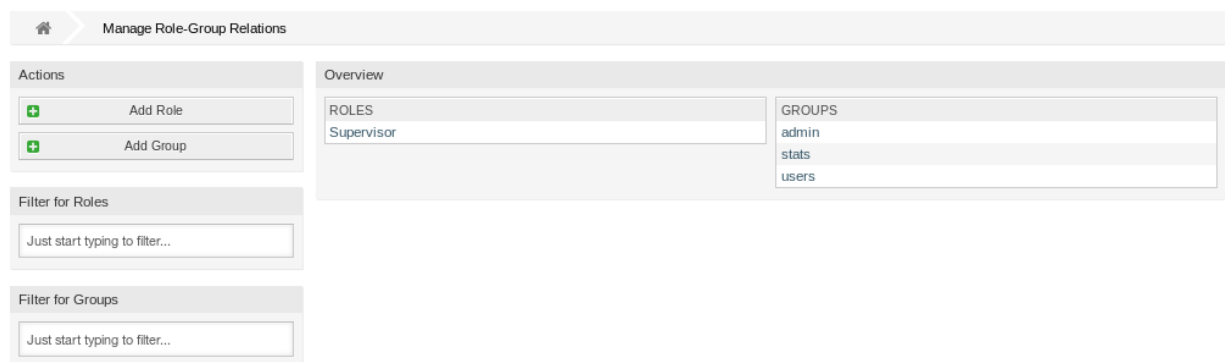 Manage Role-Group Relations
Actions
Add Role
Add Group
Filter for Roles
Just start typing to filter...
Filter for Groups
Just start typing to filter...
Overview
ROLES
Supervisor
GROUPS
admin
stats
users